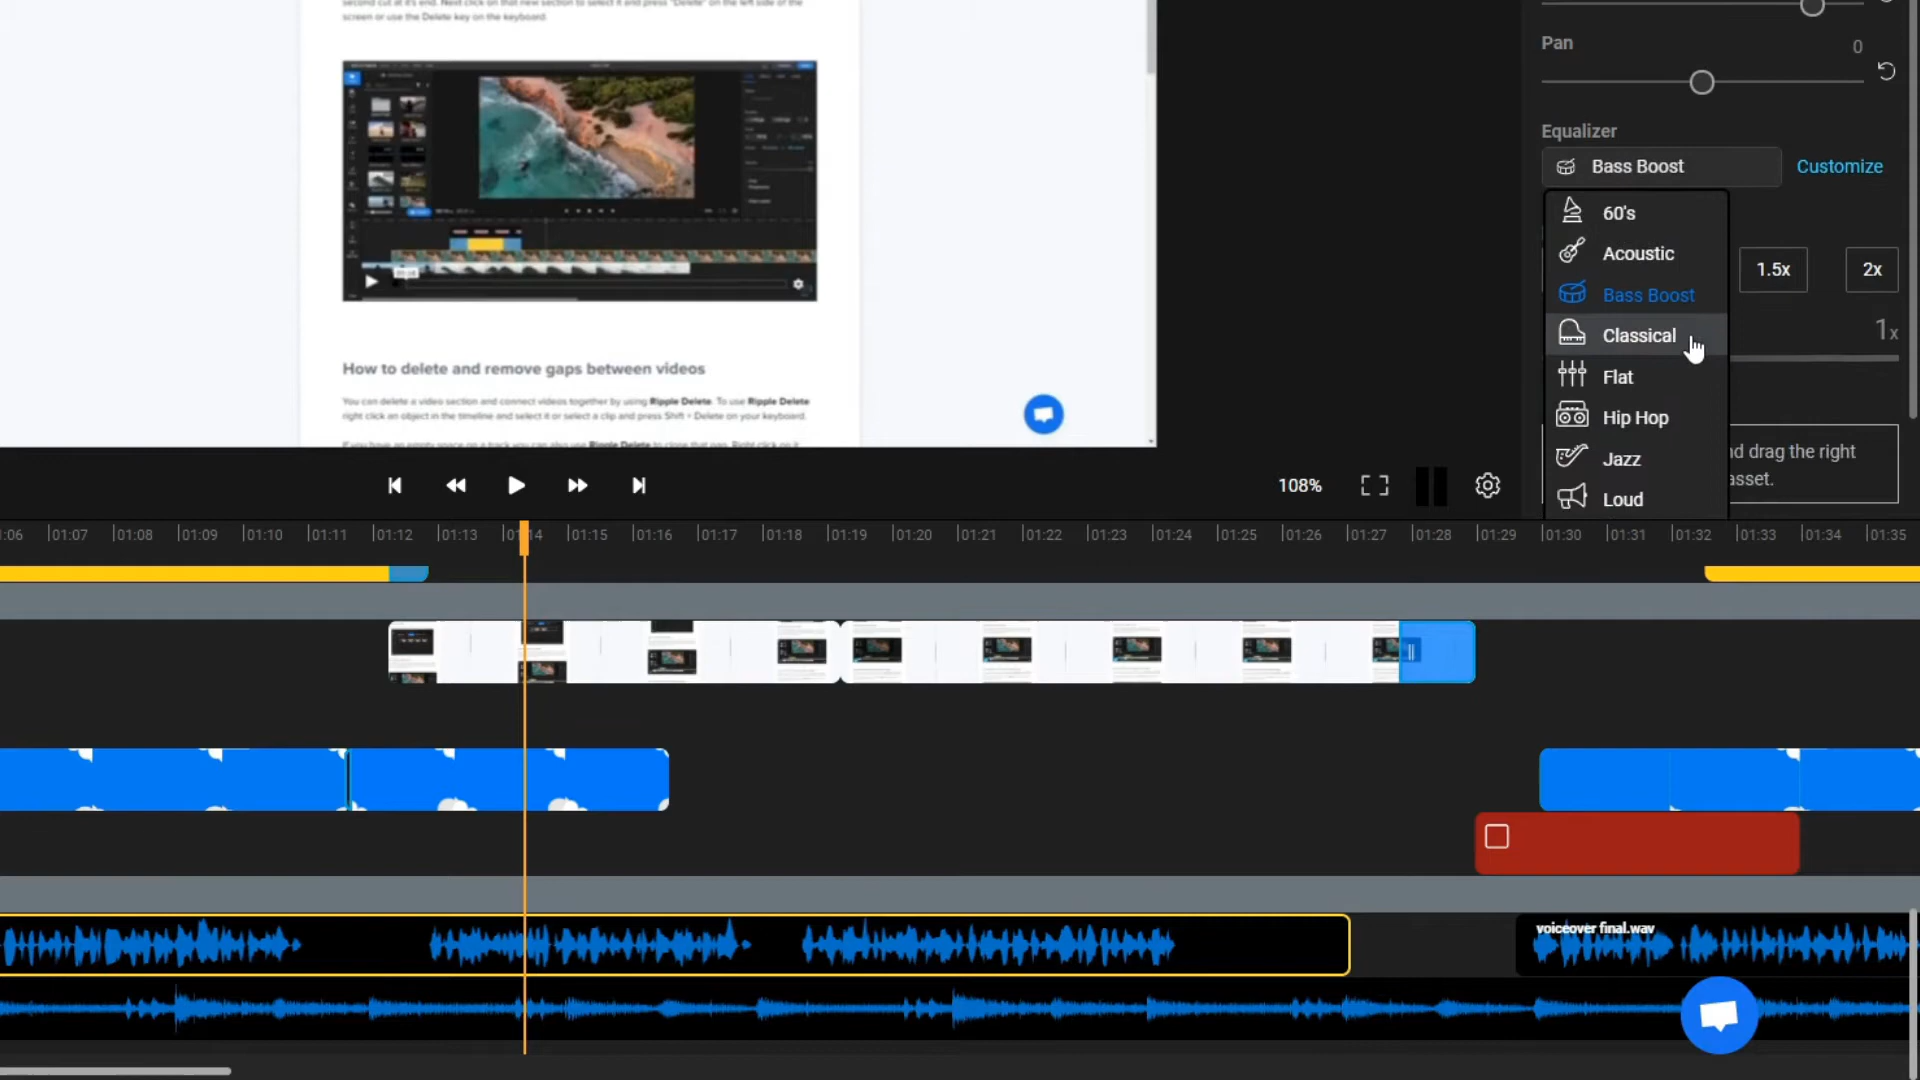 second cut at it's end. Next click on that new section to select it and press "Delete" on the left side of the
screen or use the Delete key on the keyboard.
How to delete and remove gaps between videos
You can delete a video section and connect videos together by using Ripple Delete. To use Ripple Delete
right click an object in the timeline and select it or select a clip and press Shift + Delete on your keyboard.
If you have an empty space on a track you can also use Ripple Delete to close that gap. Right click on it
Pan
0
Equalizer
Bass Boost
Customize
60's
Acoustic
Bass Boost
Classical
Flat
Hip Hop
Jazz
Loud
1.5x
2x
1x
nd drag the right
asset.
108%
:06 01:07 01:08 01:09 01:10 01:11 01:12 01:13 01:14 01:15 01:16 01:17 01:18 01:19 01:20 01:21 01:22 01:23 01:24 01:25 01:26 01:27 01:28 01:29 01:30 01:31 01:32 01:33 01:34 01:35
voiceover final.wav